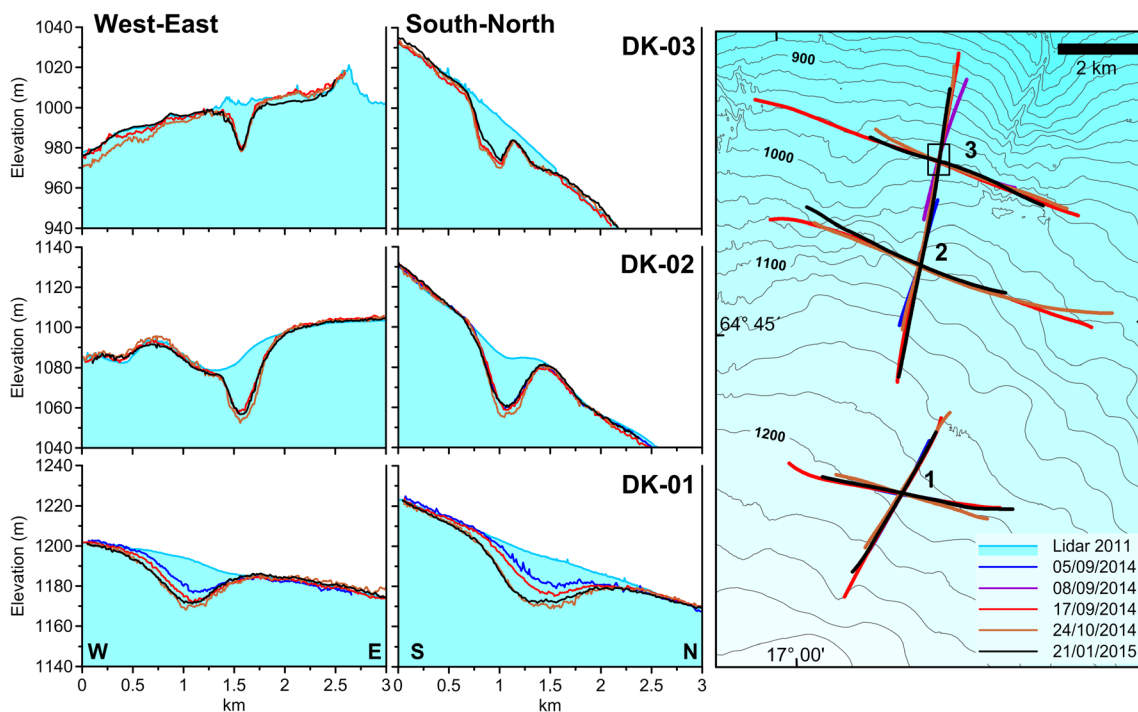 West-East
South-North
DK-03
Elevation (m)
1040
1020
1000
980
960
940
DK-02
Elevation (m)
1140
1120
1100
1080
1060
1040
DK-01
Elevation (m)
1240
1220
1200
1180
1160
1140
W
E
S
N
0 0.5 1 1.5 2 2.5 3
0 0.5 1 1.5 2 2.5 3
km
km
2 km
900
1000
1100
1200
3
2
1
64° 45´
17° 00'
Lidar 2011
05/09/2014
08/09/2014
17/09/2014
24/10/2014
21/01/2015